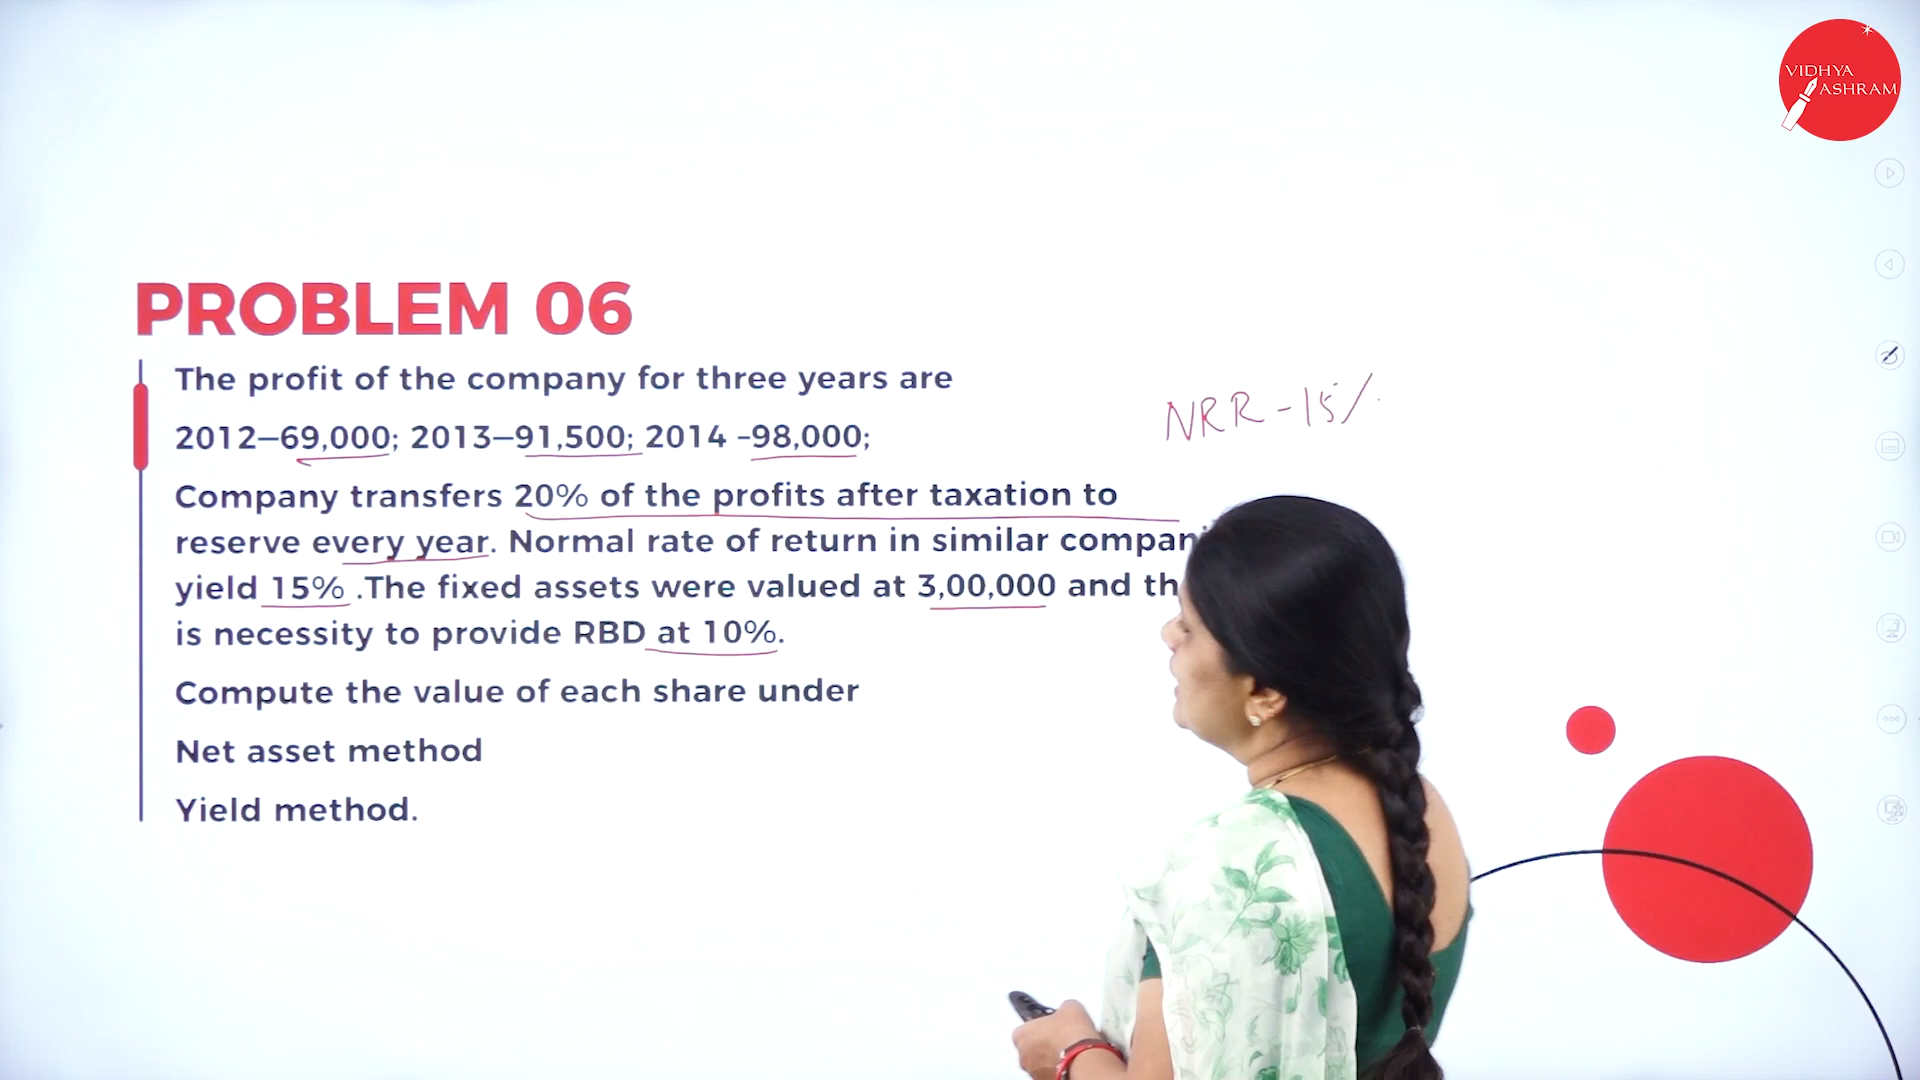 VIDHYA
ASHRAM
PROBLEM 06
The profit of the company for three years are
2012–69,000; 2013–91,500; 2014 -98,000;
NRR - 15%
Company transfers 20% of the profits after taxation to
reserve every year. Normal rate of return in similar
yield 15% .The fixed assets were valued at 3,00,000 and
is necessity to provide RBD at 10%.
Compute the value of each share under
Net asset method
Yield method.